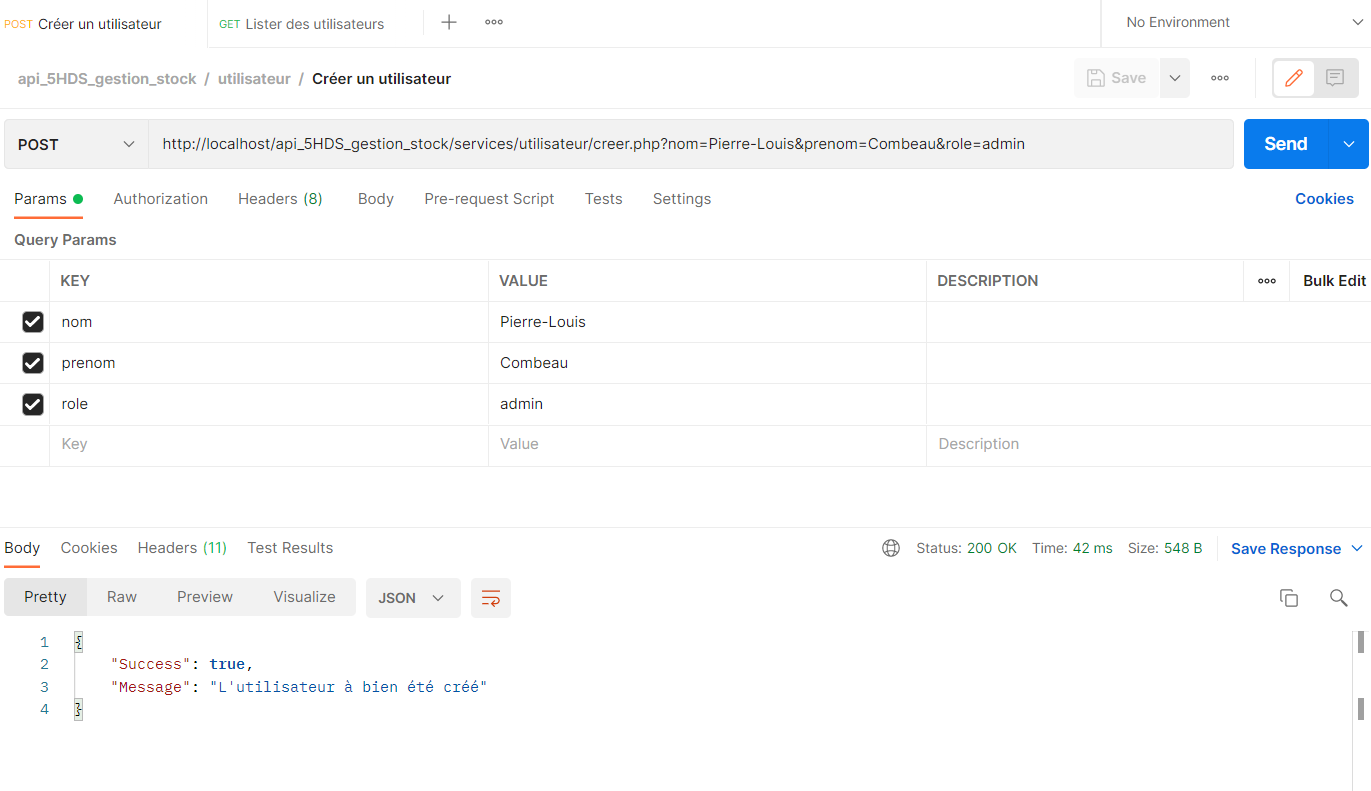 POST Créer un utilisateur GET Lister des utilisateurs No Environment
api_5HDS_gestion_stock / utilisateur / Créer un utilisateur Save
POST http://localhost/api_5HDS_gestion_stock/services/utilisateur/creer.php?nom=Pierre-Louis&prenom=Combeau&role=admin Send
Params Authorization Headers (8) Body Pre-request Script Tests Settings Cookies
Query Params
KEY VALUE DESCRIPTION Bulk Edit
nom Pierre-Louis
prenom Combeau
role admin
Key Value Description
Body Cookies Headers (11) Test Results Status: 200 OK Time: 42 ms Size: 548 B Save Response
Pretty Raw Preview Visualize JSON
1 {
2 "Success": true,
3 "Message": "L'utilisateur à bien été créé"
4 }